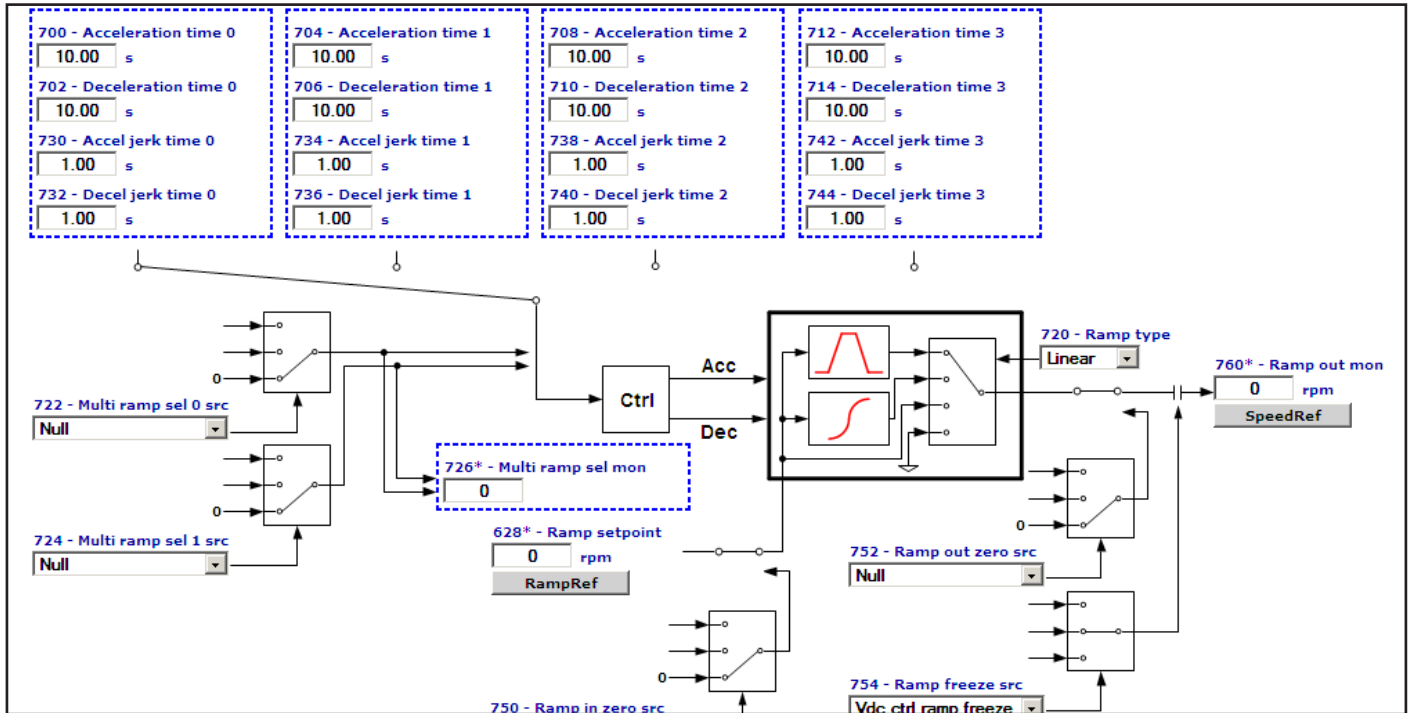 700 - Acceleration time 0
10.00 s
702 - Deceleration time 0
10.00 s
730 - Accel jerk time 0
1.00 s
732 - Decel jerk time 0
1.00 s
704 - Acceleration time 1
10.00 s
706 - Deceleration time 1
10.00 s
734 - Accel jerk time 1
1.00 s
736 - Decel jerk time 1
1.00 s
708 - Acceleration time 2
10.00 s
710 - Deceleration time 2
10.00 s
738 - Accel jerk time 2
1.00 s
740 - Decel jerk time 2
1.00 s
712 - Acceleration time 3
10.00 s
714 - Deceleration time 3
10.00 s
742 - Accel jerk time 3
1.00 s
744 - Decel jerk time 3
1.00 s
0
722 - Multi ramp sel 0 src
Null
0
724 - Multi ramp sel 1 src
Null
726* - Multi ramp sel mon
0
Ctrl
Acc
Dec
720 - Ramp type
Linear
760* - Ramp out mon
0 rpm
SpeedRef
628* - Ramp setpoint
0 rpm
RampRef
0
750 - Ramp in zero src
0
752 - Ramp out zero src
Null
754 - Ramp freeze src
Vdc ctrl ramp freeze